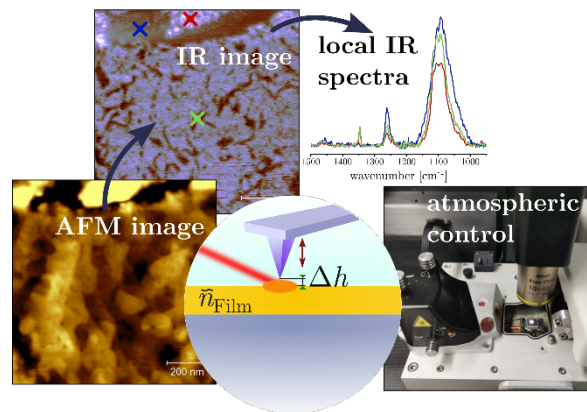 IR image
local IR
spectra
1500 1400 1300 1200 1100 1000
wavenumber [cm⁻¹]
AFM image
200 nm
Δh
ñFilm
atmospheric
control